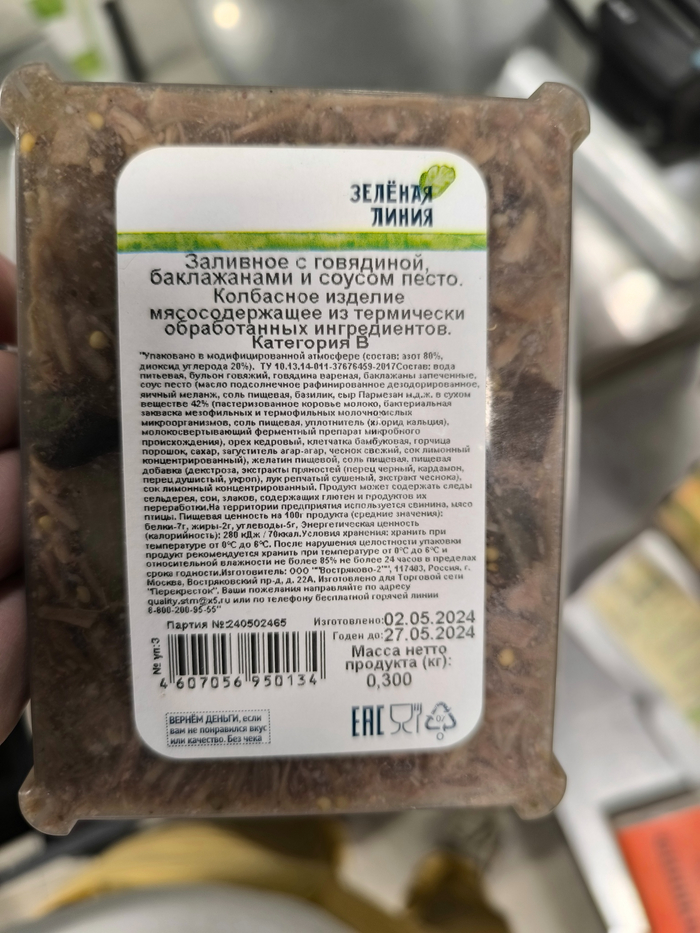 ЗЕЛЁНАЯ
ЛИНИЯ
Заливное с говядиной,
баклажанами и соусом песто.
Колбасное изделие
мясосодержащее из термически
обработанных ингредиентов.
Категория В
"Упаковано в модифицированной атмосфере (состав: азот 80%,
диоксид углерода 20%). ТУ 10.13.14-011-37676459-2017Состав: вода
питьевая, бульон говяжий, говядина вареная, баклажаны запеченные,
соус песто (масло подсолнечное рафинированное дезодорированное,
яичный меланж, соль пищевая, базилик, сыр Пармезан м.д.ж. в сухом
веществе 42% (пастеризованное коровье молоко, бактериальная
закваска мезофильных и термофильных молочнокислых
микроорганизмов, соль пищевая, уплотнитель (хлорид кальция),
молокосвертывающий ферментный препарат микробного
происхождения), орех кедровый, клетчатка бамбуковая, горчица
порошок, сахар, загуститель агар-агар, чеснок свежий, сок лимонный
концентрированный), желатин пищевой, соль пищевая, пищевая
добавка (декстроза, экстракты пряностей (перец черный, кардамон,
перец душистый, укроп), лук репчатый сушеный, экстракт чеснока),
сок лимонный концентрированный. Продукт может содержать следы
сельдерея, сои, злаков, содержащих глютен и продуктов их
переработки.На территории предприятия используется свинина, мясо
птицы. Пищевая ценность на 100г продукта (средние значения):
белки-7г, жиры-2г, углеводы-5г, Энергетическая ценность
(калорийность): 280 кДж / 70ккал.Условия хранения: хранить при
температуре от 0°С до 6°С. После нарушения целостности упаковки
продукт рекомендуется хранить при температуре от 0°С до 6°С и
относительной влажности не более 85% не более 24 часов в пределах
срока годности.Изготовитель: ООО ""Востряково-2"", 117403, Россия, г.
Москва, Востряковский пр-д, д. 22А. Изготовлено для Торговой сети
"Перекресток". Ваши пожелания направляйте по адресу
quality.stm@x5.ru или по телефону бесплатной горячей линии
8-800-200-95-55"
Партия №:240502465
Изготовлено:02.05.2024
Годен до:27.05.2024
№ уп:3
4 607056 950134
Масса нетто
продукта (кг):
0,300
ВЕРНЁМ ДЕНЬГИ, если
вам не понравился вкус
или качество. Без чека
EAC